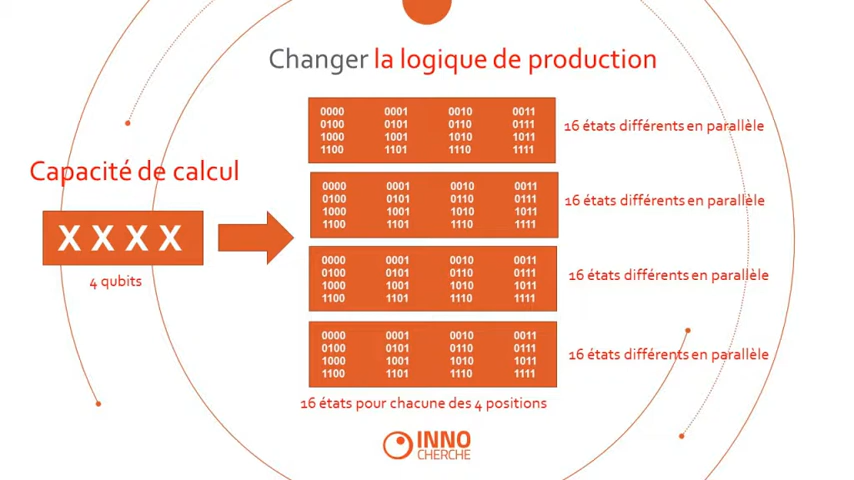 Changer la logique de production
Capacité de calcul
X X X X
4 qubits
0000 0001 0010 0011
0100 0101 0110 0111
1000 1001 1010 1011
1100 1101 1110 1111
16 états différents en parallèle
0000 0001 0010 0011
0100 0101 0110 0111
1000 1001 1010 1011
1100 1101 1110 1111
16 états différents en parallèle
0000 0001 0010 0011
0100 0101 0110 0111
1000 1001 1010 1011
1100 1101 1110 1111
16 états différents en parallèle
0000 0001 0010 0011
0100 0101 0110 0111
1000 1001 1010 1011
1100 1101 1110 1111
16 états différents en parallèle
16 états pour chacune des 4 positions
INNO
CHERCHE